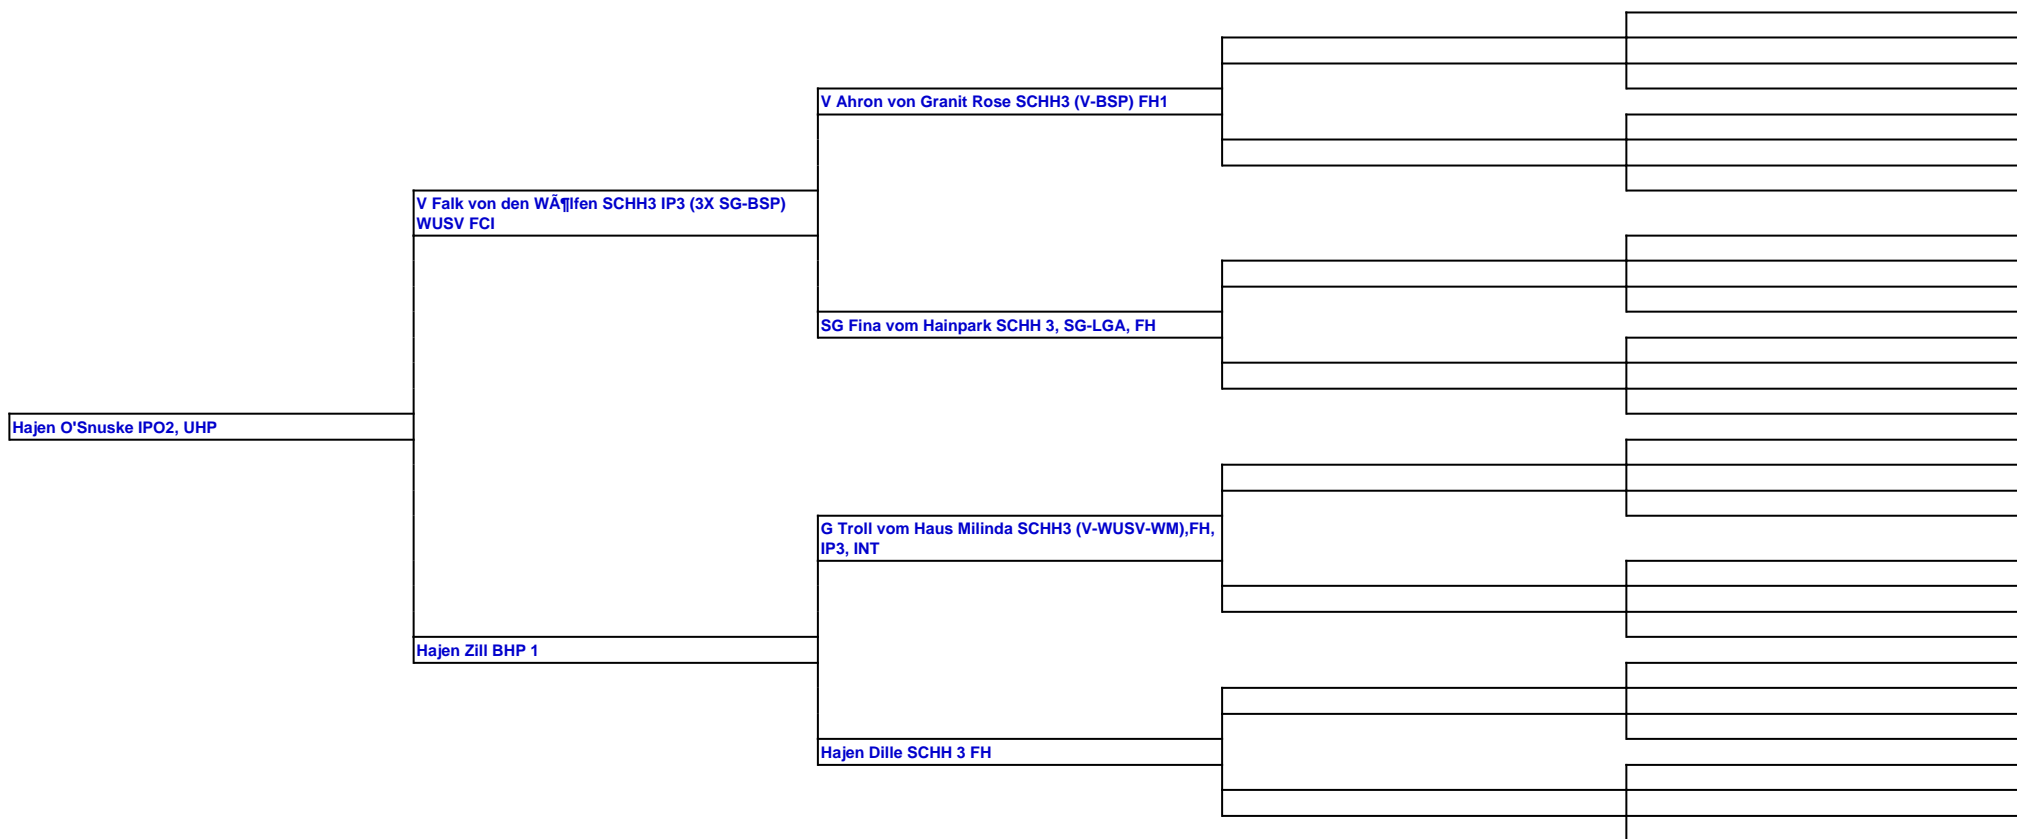 V Ahron von Granit Rose SCHH3 (V-BSP) FH1
V Falk von den WÃ¶lfen SCHH3 IP3 (3X SG-BSP)
WUSV FCI
SG Fina vom Hainpark SCHH 3, SG-LGA, FH
Hajen O'Snuske IPO2, UHP
G Troll vom Haus Milinda SCHH3 (V-WUSV-WM),FH,
IP3, INT
Hajen Zill BHP 1
Hajen Dille SCHH 3 FH